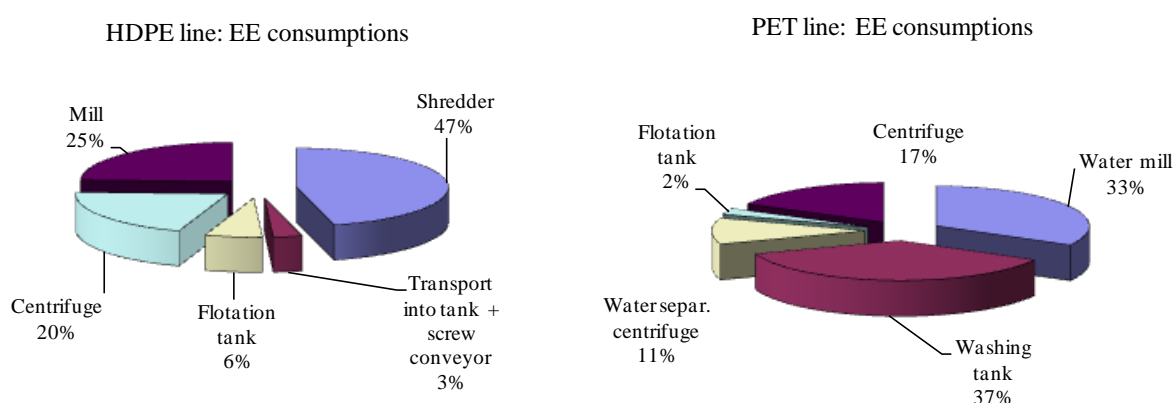 HDPE line: EE consumptions
Mill
25%
Shredder
47%
Centrifuge
20%
Flotation
tank
6%
Transport
into tank +
screw
conveyor
3%
PET line: EE consumptions
Flotation
tank
2%
Centrifuge
17%
Water mill
33%
Water separ.
centrifuge
11%
Washing
tank
37%